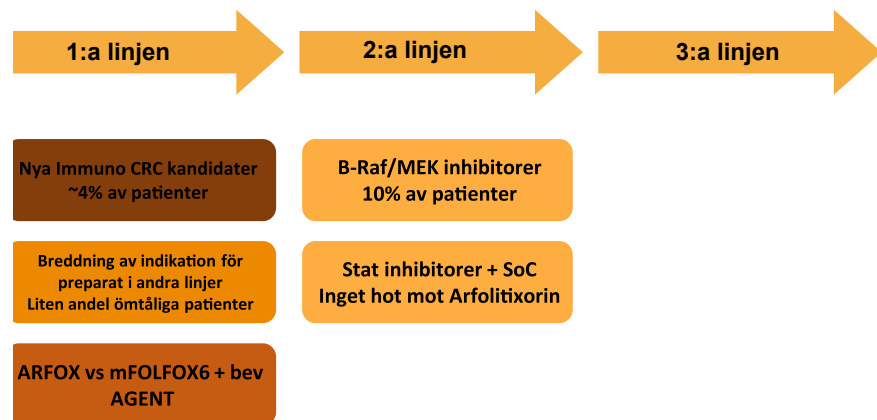 1:a linjen
2:a linjen
3:a linjen
Nya Immuno CRC kandidater
~4% av patienter
B-Raf/MEK inhibitorer
10% av patienter
Breddning av indikation för
preparat i andra linjer
Liten andel ömtåliga patienter
Stat inhibitorer + SoC
Inget hot mot Arfolitixorin
ARFOX vs mFOLFOX6 + bev
AGENT